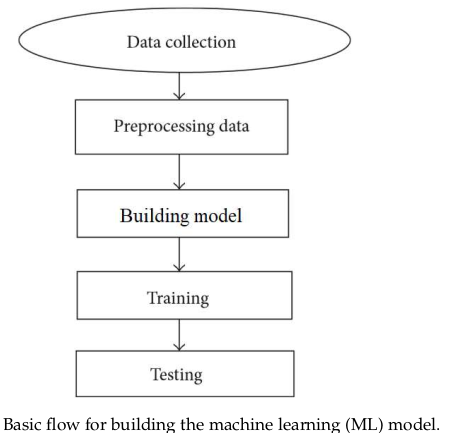 Data collection
Preprocessing data
Building model
Training
Testing
Basic flow for building the machine learning (ML) model.